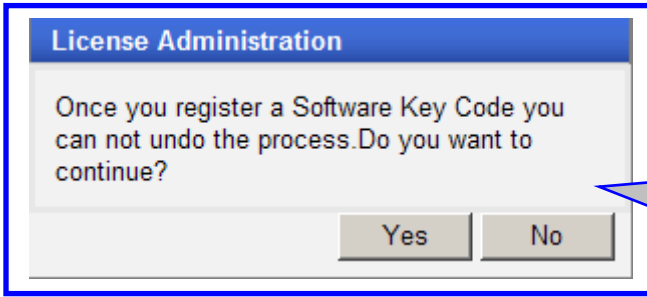 License Administration
Once you register a Software Key Code you
can not undo the process.Do you want to
continue?
Yes No